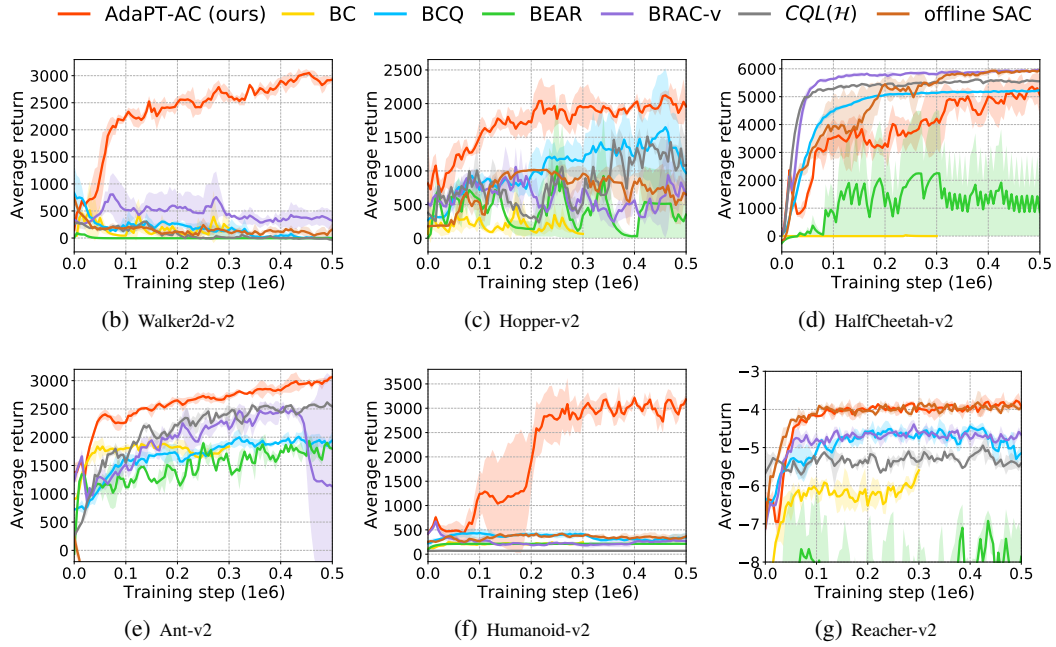 AdaPT-AC (ours) BC BCQ BEAR BRAC-v CQL(ℋ) offline SAC
3000
2500
2000
1500
1000
500
0
Average return
0.0 0.1 0.2 0.3 0.4 0.5
Training step (1e6)
(b) Walker2d-v2
2500
2000
1500
1000
500
0
Average return
0.0 0.1 0.2 0.3 0.4 0.5
Training step (1e6)
(c) Hopper-v2
6000
5000
4000
3000
2000
1000
0
Average return
0.0 0.1 0.2 0.3 0.4 0.5
Training step (1e6)
(d) HalfCheetah-v2
3000
2500
2000
1500
1000
500
0
Average return
0.0 0.1 0.2 0.3 0.4 0.5
Training step (1e6)
(e) Ant-v2
3500
3000
2500
2000
1500
1000
500
0
Average return
0.0 0.1 0.2 0.3 0.4 0.5
Training step (1e6)
(f) Humanoid-v2
−3
−4
−5
−6
−7
−8
Average return
0.0 0.1 0.2 0.3 0.4 0.5
Training step (1e6)
(g) Reacher-v2